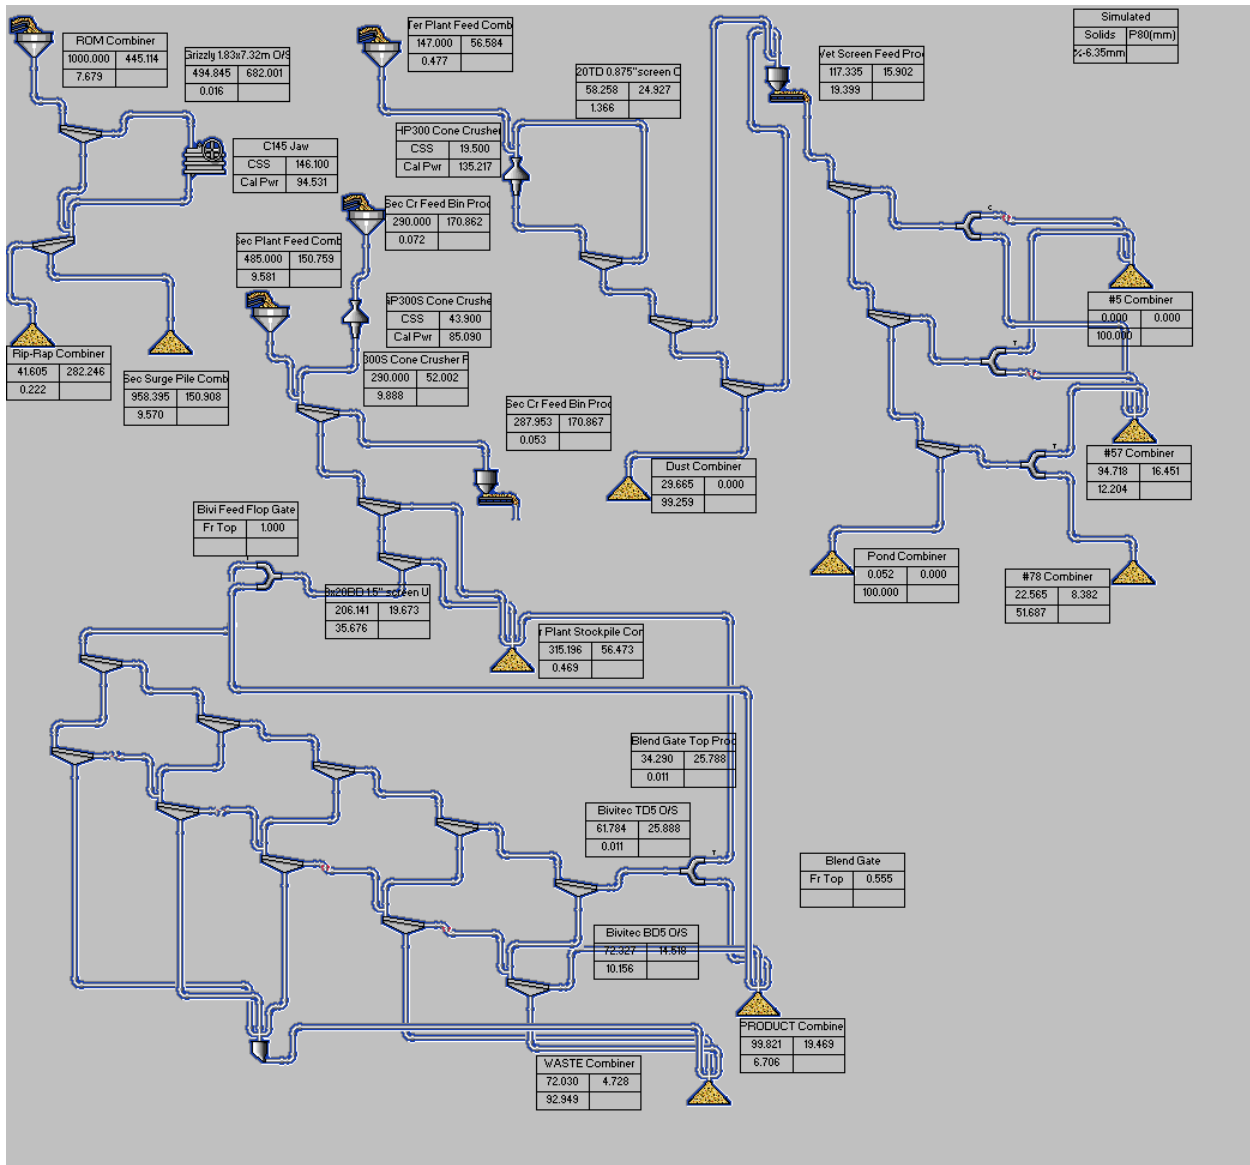 ROM Combiner
1000.000 445.114
7.679
Grizzly 1.83x7.32m O/S
494.845 682.001
0.016
C145 Jaw
CSS 146.100
Cal Pwr 94.531
Rip-Rap Combiner
41.605 282.246
0.222
Sec Surge Pile Comb
958.395 150.908
9.570
Sec Plant Feed Comb
485.000 150.759
9.581
Sec Cr Feed Bin Prod
290.000 170.862
0.072
GP300S Cone Crushe
CSS 43.900
Cal Pwr 85.090
300S Cone Crusher P
290.000 52.002
9.888
Sec Cr Feed Bin Prod
287.953 170.867
0.053
Ter Plant Feed Comb
147.000 56.584
0.477
HP300 Cone Crusher
CSS 19.500
Cal Pwr 135.217
20TD 0.875" screen O
58.258 24.927
1.366
Dust Combiner
29.665 0.000
99.259
Wet Screen Feed Prod
117.335 15.902
19.399
Simulated
Solids P80(mm)
%-6.35mm
C
#5 Combiner
0.000 0.000
100.000
T
#57 Combiner
94.718 16.451
12.204
T
Pond Combiner
0.052 0.000
100.000
#78 Combiner
22.565 8.382
51.687
Bivi Feed Flop Gate
Fr Top 1.000
8x20BD 1.5" screen U
206.141 19.673
35.676
r Plant Stockpile Com
315.196 56.473
0.469
Blend Gate Top Prod
34.290 25.788
0.011
Bivitec TD5 O/S
61.784 25.888
0.011
T
Blend Gate
Fr Top 0.555
Bivitec BD5 O/S
72.327 14.518
10.156
PRODUCT Combine
99.821 19.469
6.706
WASTE Combiner
72.030 4.728
92.949